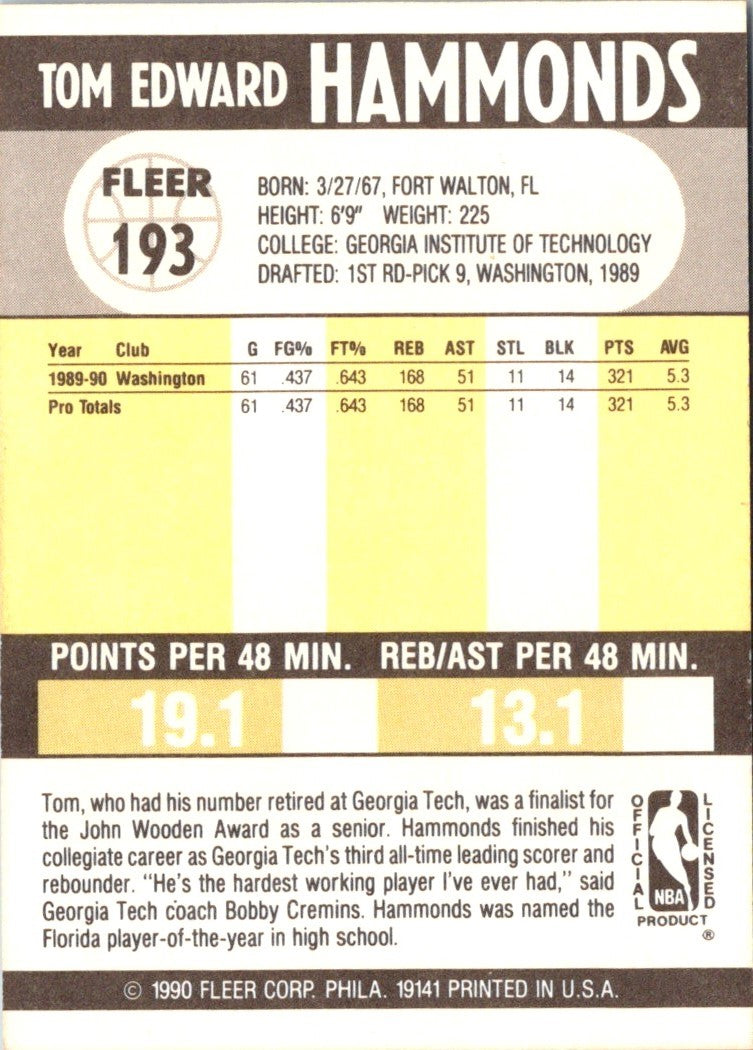 TOM EDWARD HAMMONDS
FLEER
193
BORN: 3/27/67, FORT WALTON, FL
HEIGHT: 6'9" WEIGHT: 225
COLLEGE: GEORGIA INSTITUTE OF TECHNOLOGY
DRAFTED: 1ST RD-PICK 9, WASHINGTON, 1989
Year Club G FG% FT% REB AST STL BLK PTS AVG
1989-90 Washington 61 .437 .643 168 51 11 14 321 5.3
Pro Totals 61 .437 .643 168 51 11 14 321 5.3
POINTS PER 48 MIN. REB/AST PER 48 MIN.
19.1 13.1
Tom, who had his number retired at Georgia Tech, was a finalist for
the John Wooden Award as a senior. Hammonds finished his
collegiate career as Georgia Tech's third all-time leading scorer and
rebounder. "He's the hardest working player I've ever had," said
Georgia Tech coach Bobby Cremins. Hammonds was named the
Florida player-of-the-year in high school.
OFFICIAL
LICENSED
NBA
PRODUCT
®
© 1990 FLEER CORP. PHILA. 19141 PRINTED IN U.S.A.